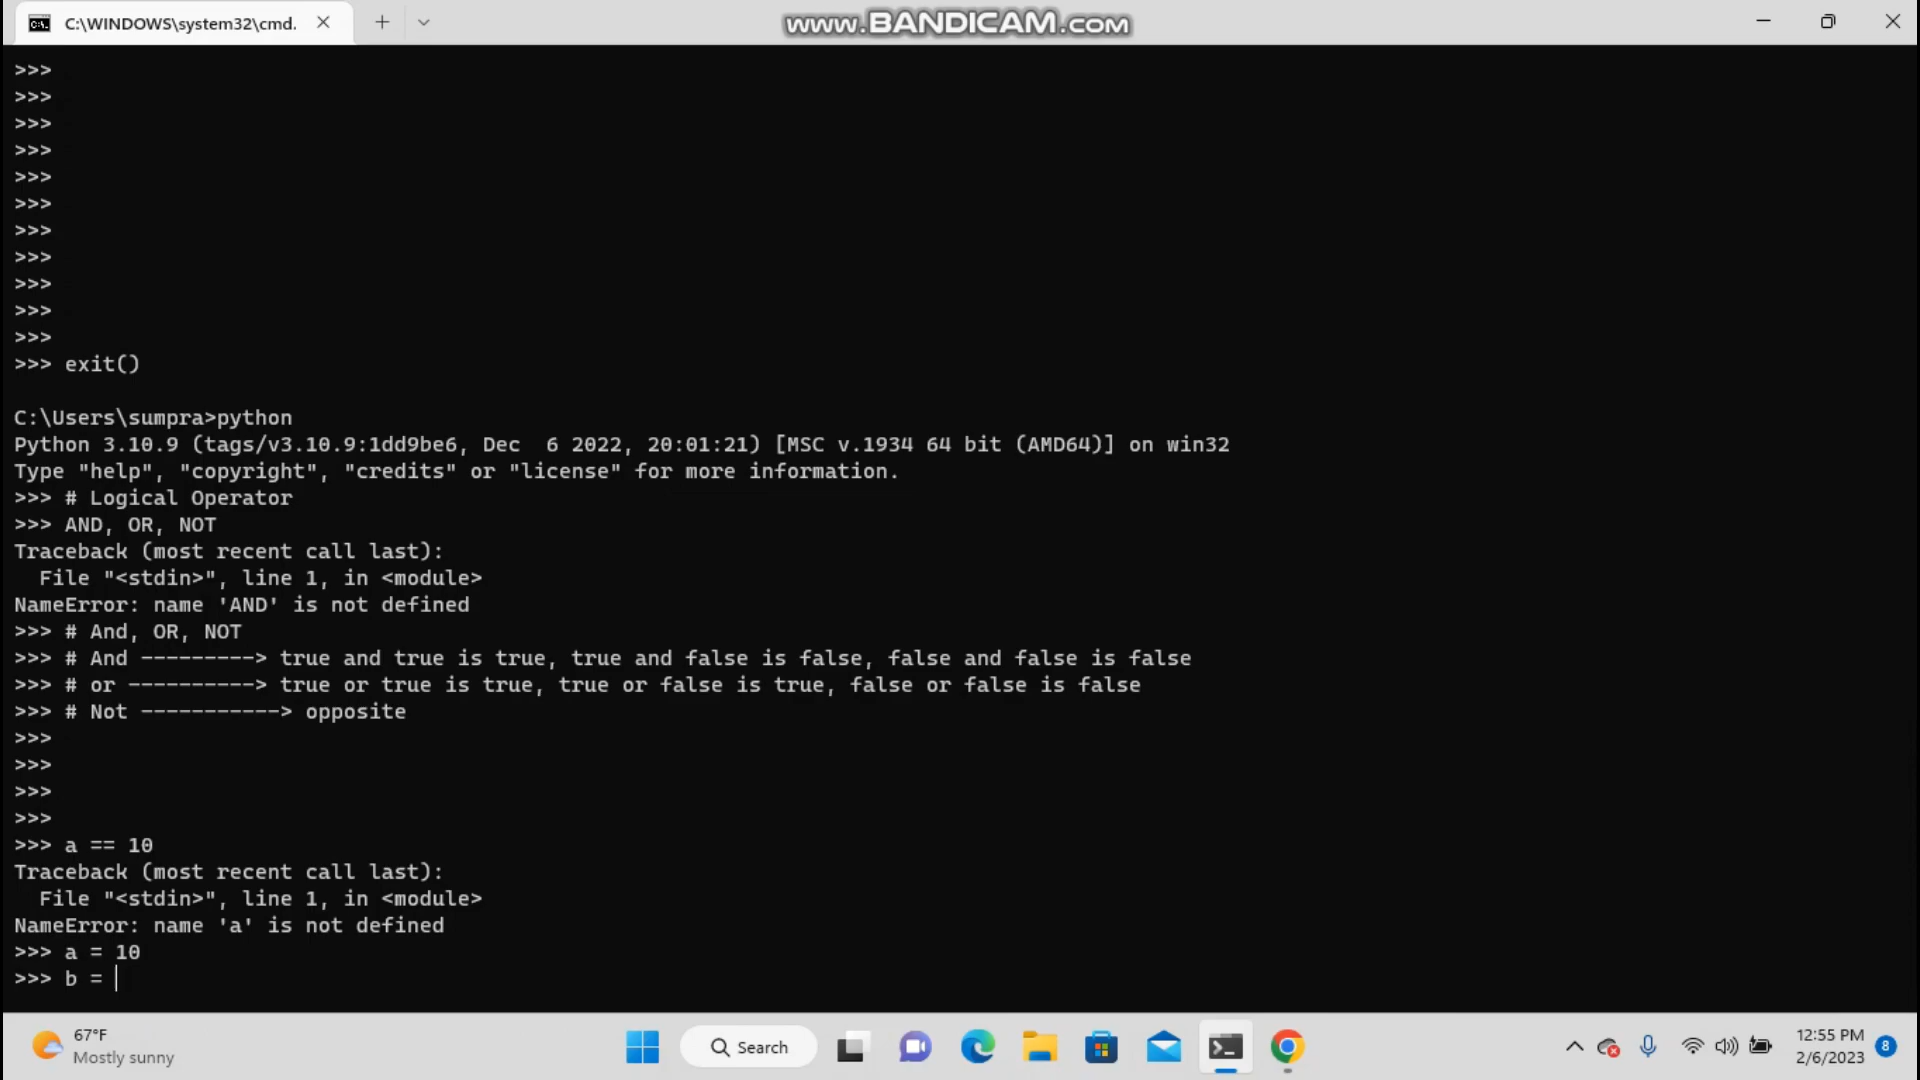 C:\WINDOWS\system32\cmd.
www.BANDICAM.com
>>>
>>>
>>>
>>>
>>>
>>>
>>>
>>>
>>>
>>>
>>>
>>> exit()
C:\Users\sumpra>python
Python 3.10.9 (tags/v3.10.9:1dd9be6, Dec  6 2022, 20:01:21) [MSC v.1934 64 bit (AMD64)] on win32
Type "help", "copyright", "credits" or "license" for more information.
>>> # Logical Operator
>>> AND, OR, NOT
Traceback (most recent call last):
  File "<stdin>", line 1, in <module>
NameError: name 'AND' is not defined
>>> # And, OR, NOT
>>> # And ---------> true and true is true, true and false is false, false and false is false
>>> # or ----------> true or true is true, true or false is true, false or false is false
>>> # Not -----------> opposite
>>>
>>>
>>>
>>>
>>> a == 10
Traceback (most recent call last):
  File "<stdin>", line 1, in <module>
NameError: name 'a' is not defined
>>> a = 10
>>> b =
67°F
Mostly sunny
Search
12:55 PM
2/6/2023
8